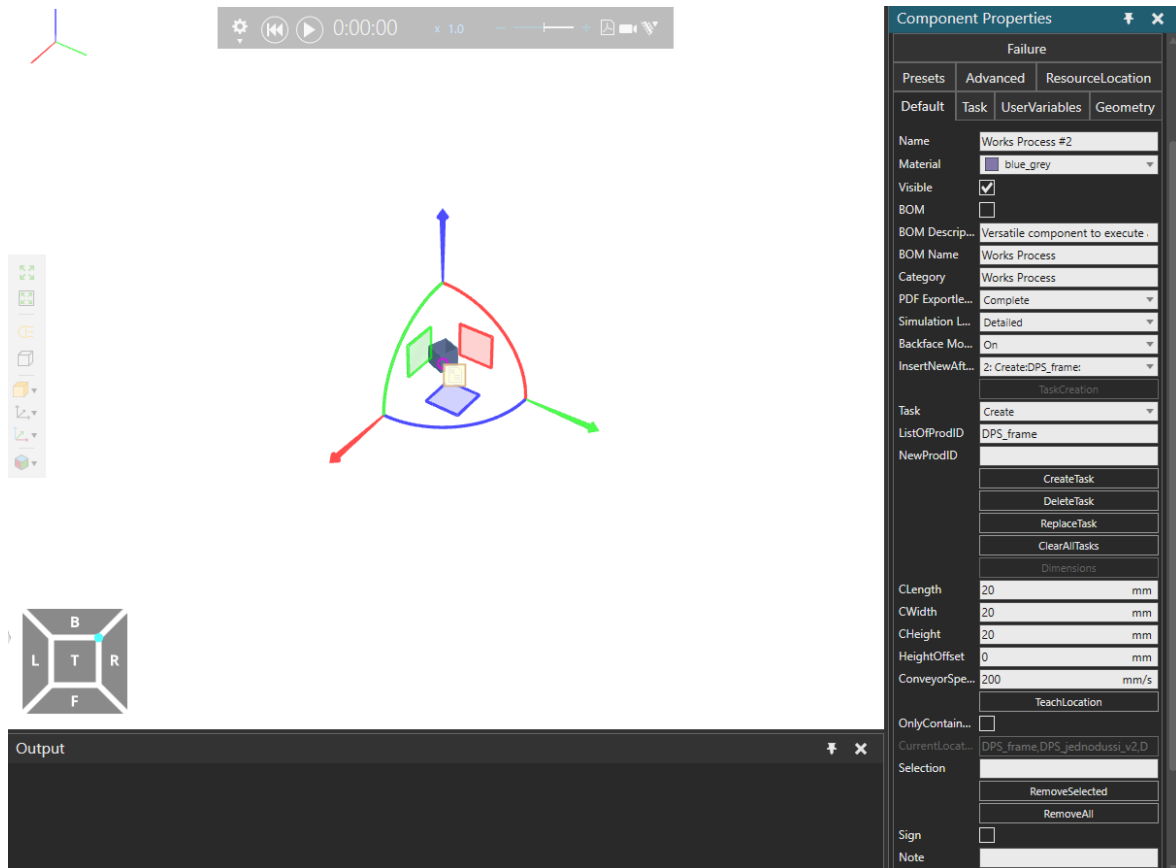 0:00:00
x 1.0
B
L T R
F
Output
Component Properties
Failure
Presets Advanced ResourceLocation
Default Task UserVariables Geometry
Name Works Process #2
Material blue_grey
Visible
BOM
BOM Descrip... Versatile component to execute
BOM Name Works Process
Category Works Process
PDF Exportle... Complete
Simulation L... Detailed
Backface Mo... On
InsertNewAft... 2: Create:DPS_frame:
TaskCreation
Task Create
ListOfProdID DPS_frame
NewProdID
CreateTask
DeleteTask
ReplaceTask
ClearAllTasks
Dimensions
CLength 20 mm
CWidth 20 mm
CHeight 20 mm
HeightOffset 0 mm
ConveyorSpe... 200 mm/s
TeachLocation
OnlyContain...
CurrentLocat... DPS_frame,DPS_jednodussi_v2,D
Selection
RemoveSelected
RemoveAll
Sign
Note